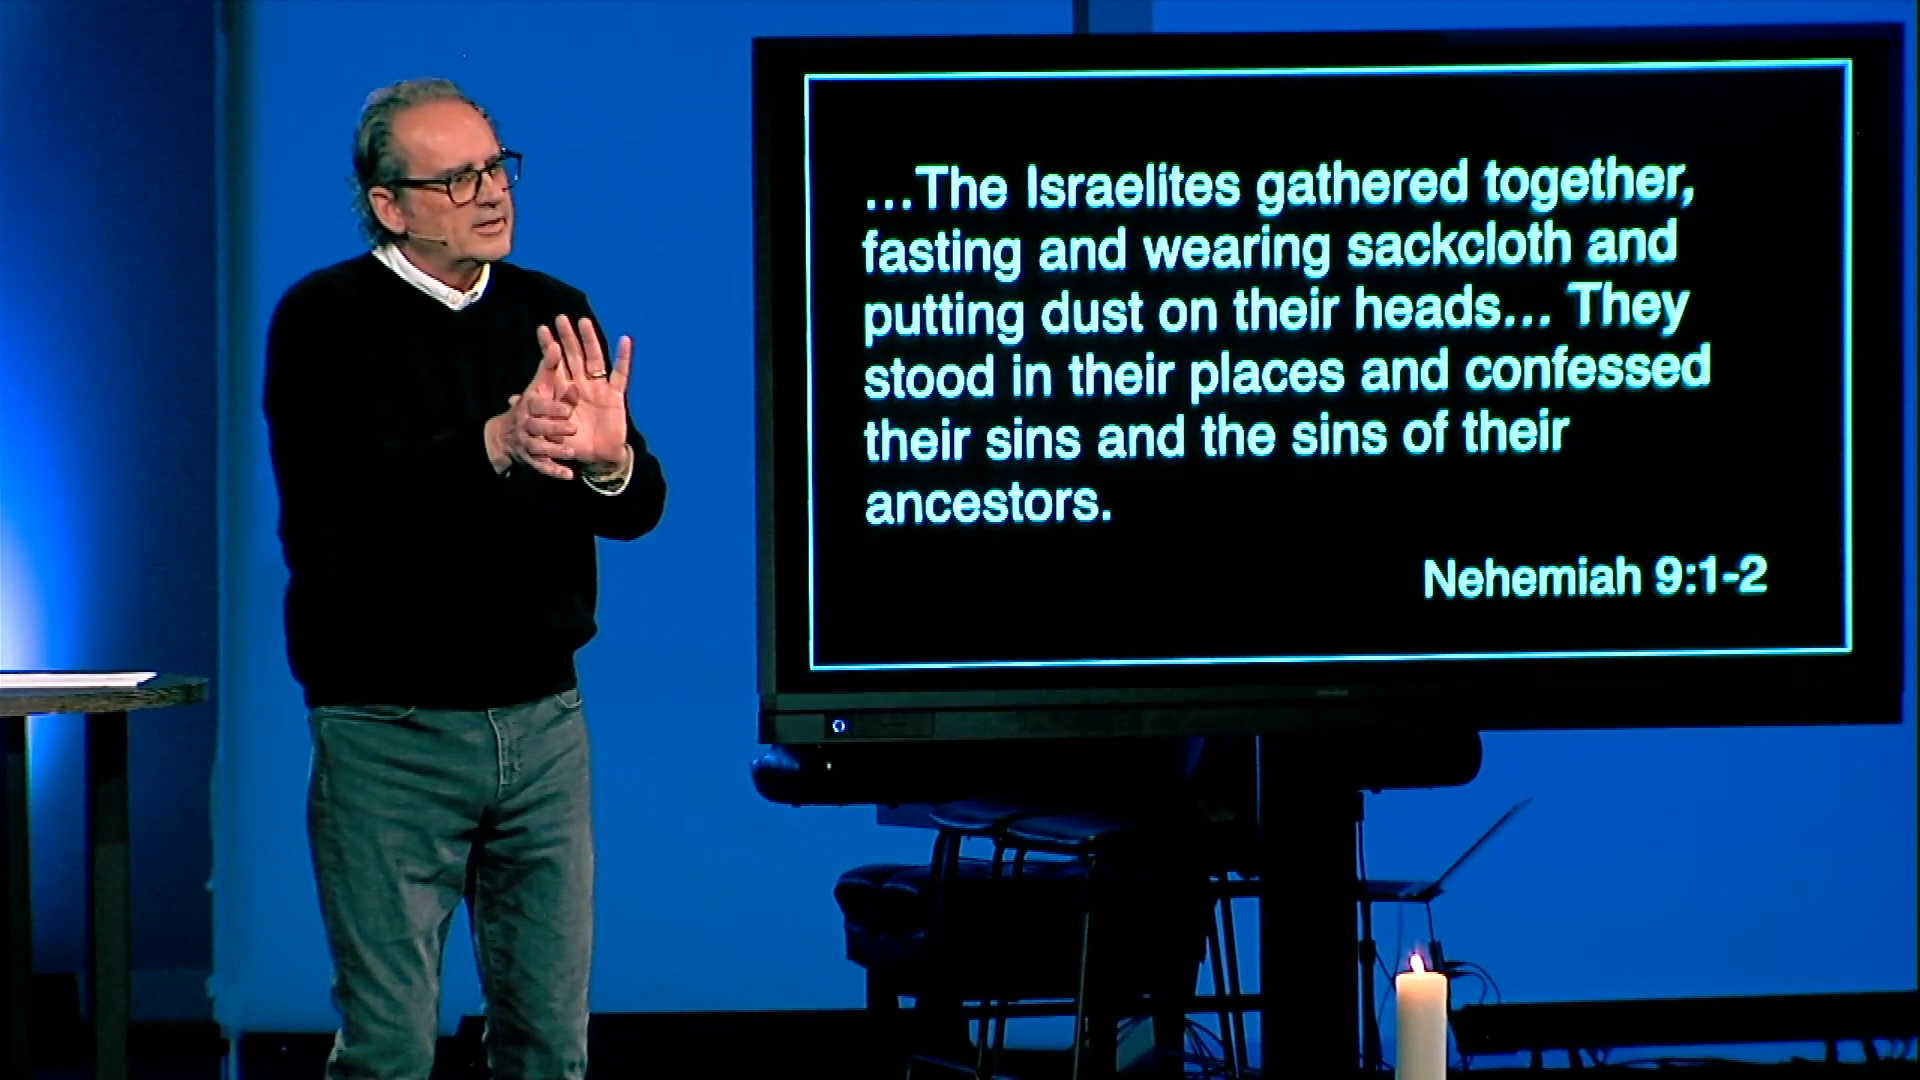 ...The Israelites gathered together,
fasting and wearing sackcloth and
putting dust on their heads... They
stood in their places and confessed
their sins and the sins of their
ancestors.
Nehemiah 9:1-2